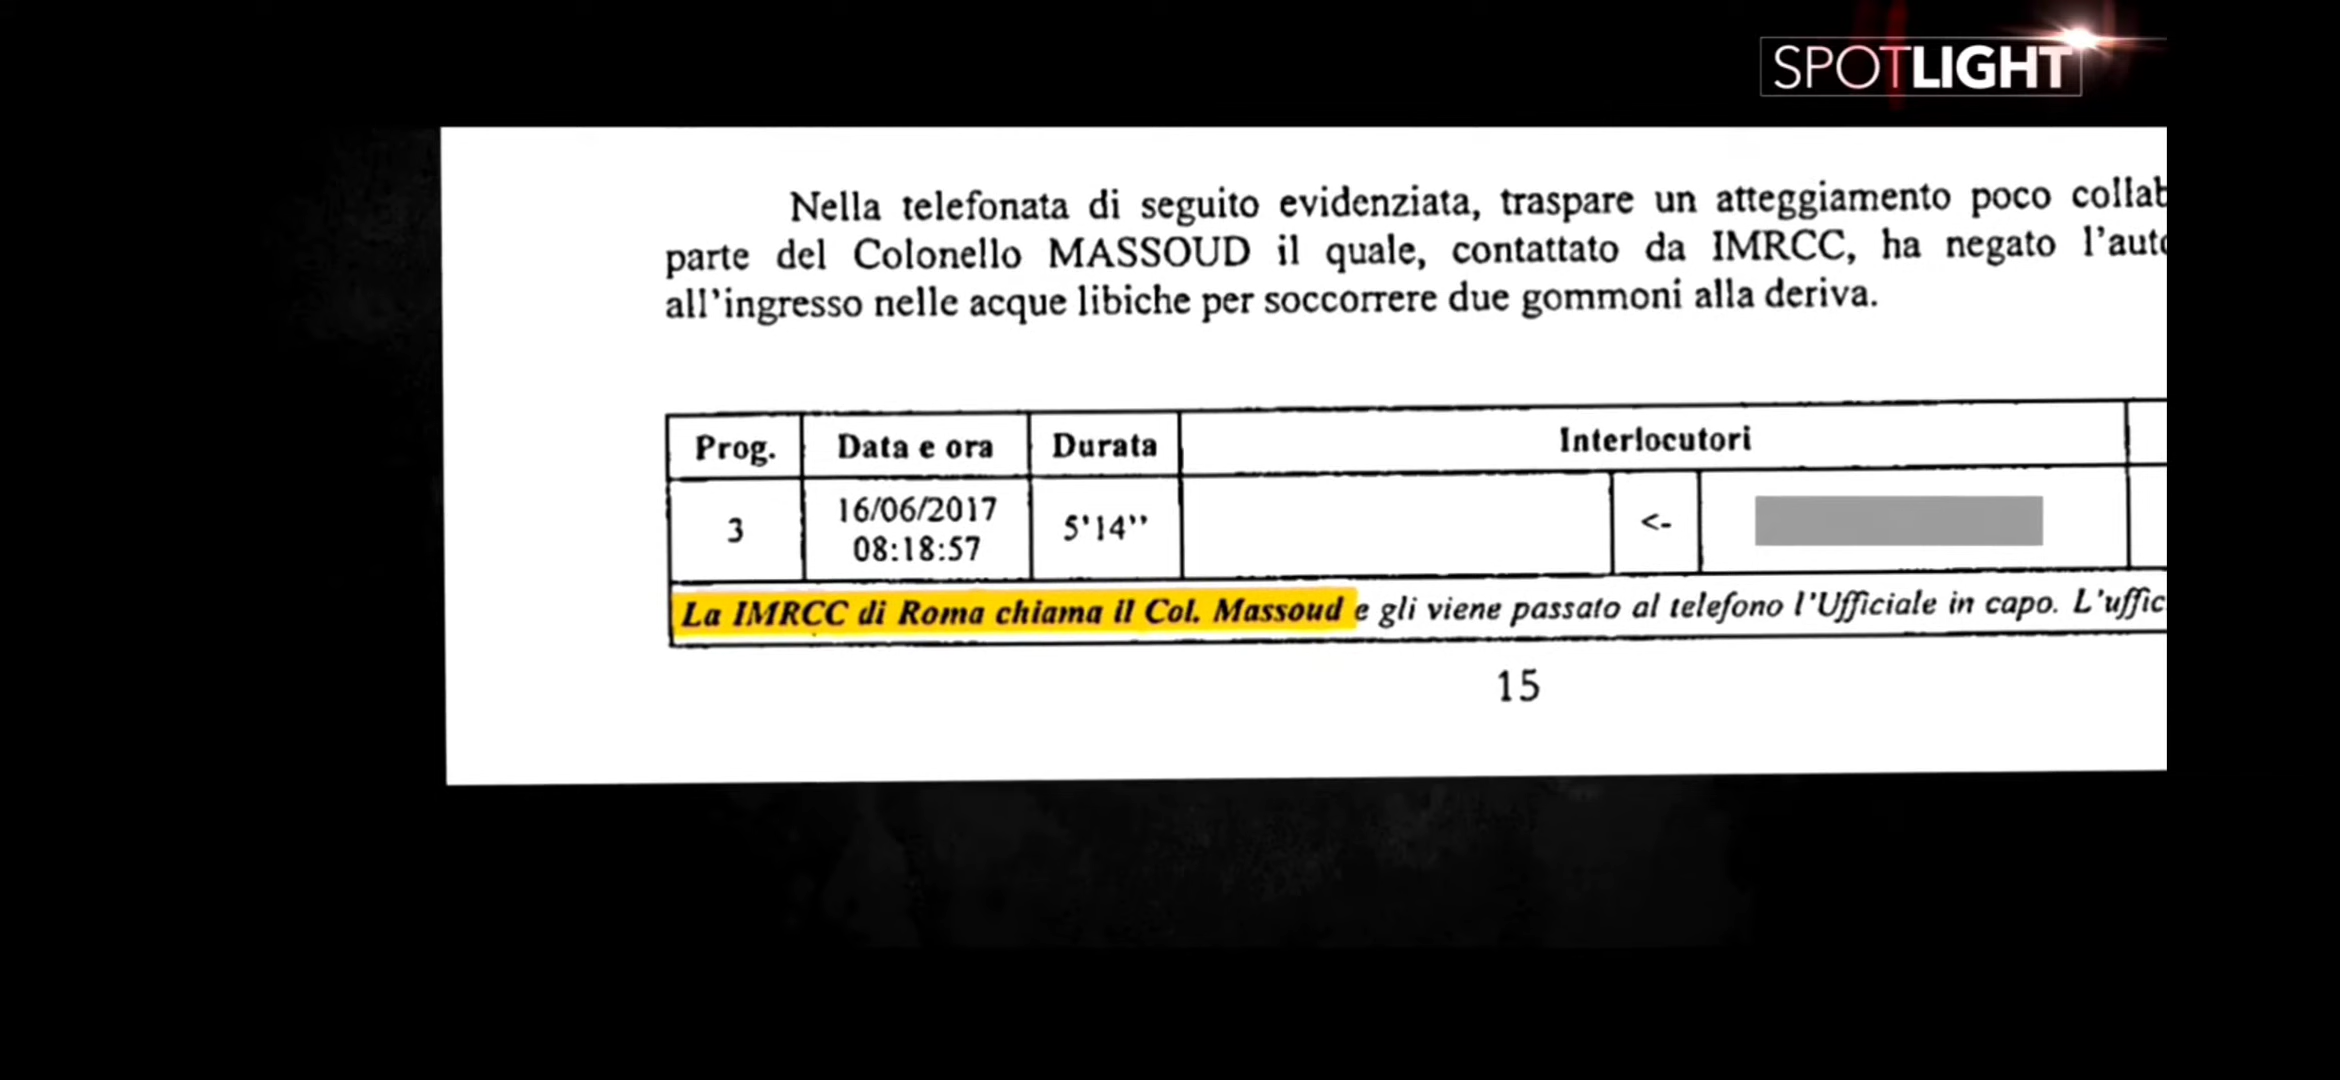 SPOTLIGHT
Nella telefonata di seguito evidenziata, traspare un atteggiamento poco collab
parte del Colonello MASSOUD il quale, contattato da IMRCC, ha negato l'auto
all'ingresso nelle acque libiche per soccorrere due gommoni alla deriva.
Prog. Data e ora Durata Interlocutori
3 16/06/2017 08:18:57 5'14'' <-
La IMRCC di Roma chiama il Col. Massoud e gli viene passato al telefono l'Ufficiale in capo. L'uffic
15